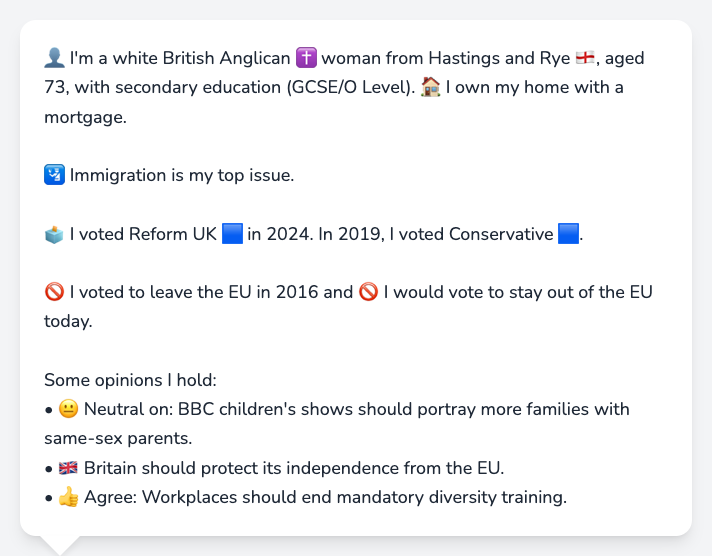 👤 I'm a white British Anglican ✝️ woman from Hastings and Rye 🏴󠁧󠁢󠁥󠁮󠁧󠁿, aged
73, with secondary education (GCSE/O Level). 🏠 I own my home with a
mortgage.
🛂 Immigration is my top issue.
🗳️ I voted Reform UK 🟦 in 2024. In 2019, I voted Conservative 🟦.
🚫 I voted to leave the EU in 2016 and 🚫 I would vote to stay out of the EU
today.
Some opinions I hold:
• 😐 Neutral on: BBC children's shows should portray more families with
same-sex parents.
• 🇬🇧 Britain should protect its independence from the EU.
• 👍 Agree: Workplaces should end mandatory diversity training.